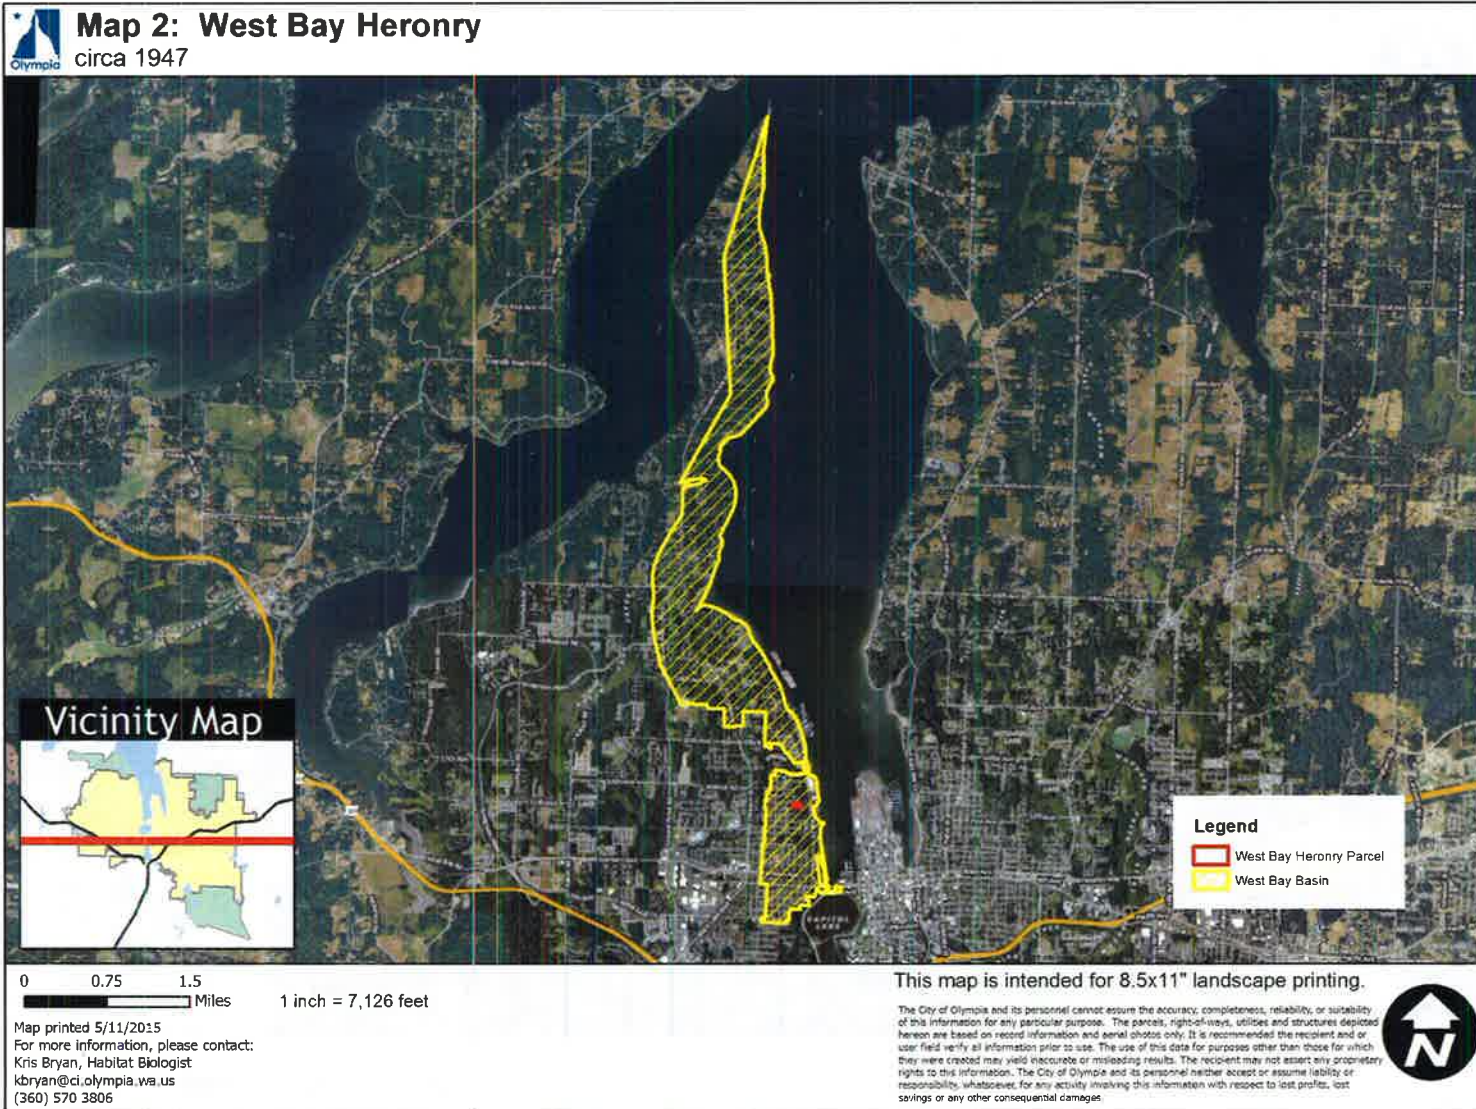 Olympia
Map 2: West Bay Heronry
circa 1947
CAPITOL
LAKE
Vicinity Map
Legend
West Bay Heronry Parcel
West Bay Basin
0 0.75 1.5
Miles
1 inch = 7,126 feet
Map printed 5/11/2015
For more information, please contact:
Kris Bryan, Habitat Biologist
kbryan@ci.olympia.wa.us
(360) 570 3806
This map is intended for 8.5x11" landscape printing.
The City of Olympia and its personnel cannot assure the accuracy, completeness, reliability, or suitability
of this information for any particular purpose. The parcels, right-of-ways, utilities and structures depicted
hereon are based on record information and aerial photos only. It is recommended the recipient and or
user field verify all information prior to use. The use of this data for purposes other than those for which
they were created may yield inaccurate or misleading results. The recipient may not assert any proprietary
rights to this information. The City of Olympia and its personnel neither accept or assume liability or
responsibility, whatsoever, for any activity involving this information with respect to lost profits, lost
savings or any other consequential damages.
N